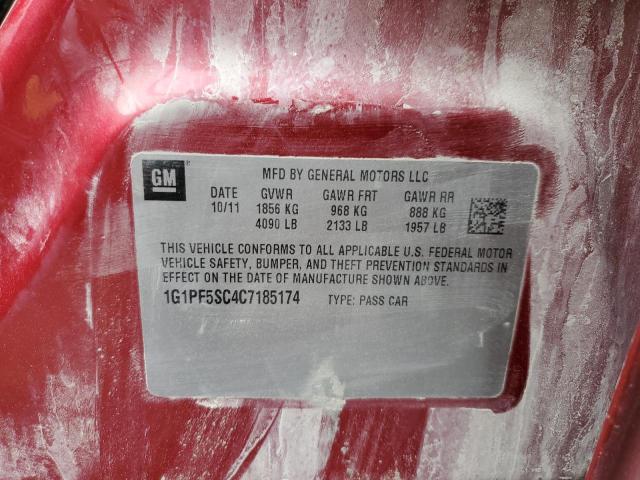 GM ® MFD BY GENERAL MOTORS LLC
DATE GVWR GAWR FRT GAWR RR
10/11 1856 KG 968 KG 888 KG
4090 LB 2133 LB 1957 LB
THIS VEHICLE CONFORMS TO ALL APPLICABLE U.S. FEDERAL MOTOR
VEHICLE SAFETY, BUMPER, AND THEFT PREVENTION STANDARDS IN
EFFECT ON THE DATE OF MANUFACTURE SHOWN ABOVE.
1G1PF5SC4C7185174 TYPE: PASS CAR